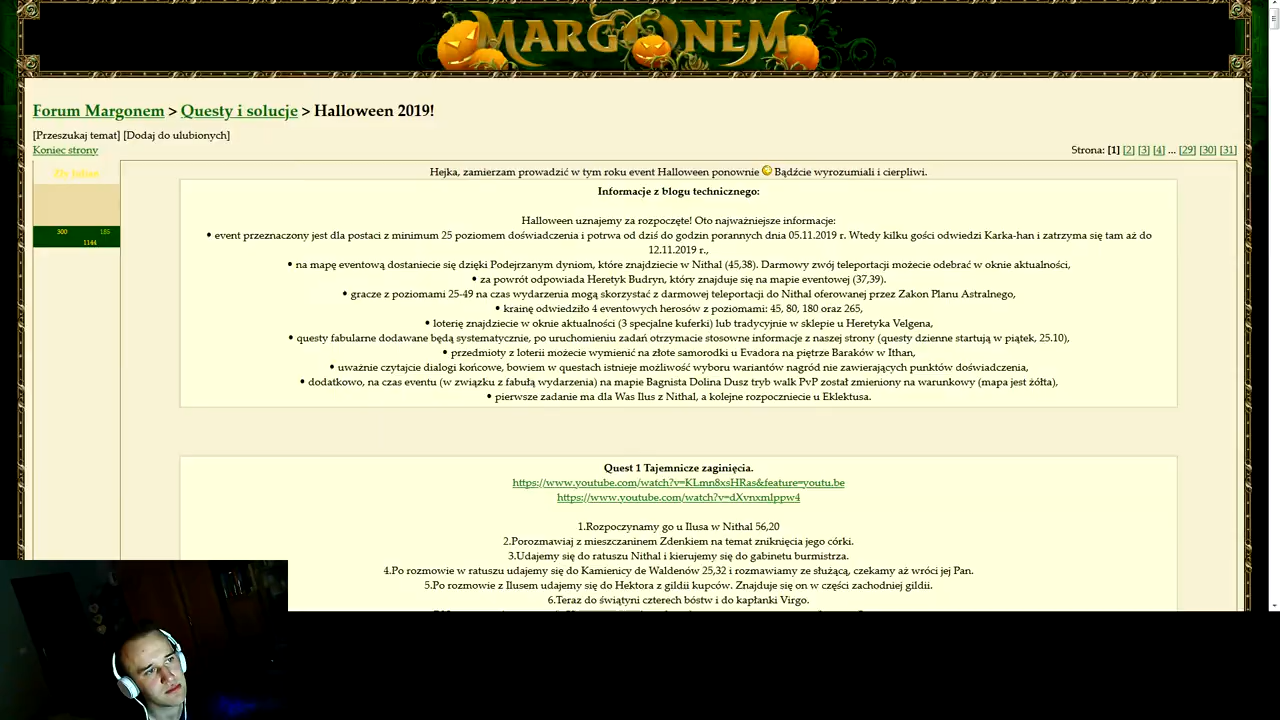 MARGONEM
Forum Margonem > Questy i solucje > Halloween 2019!
[Przeszukaj temat] [Dodaj do ulubionych]
Koniec strony
Strona: [1] [2] [3] [4] ... [29] [30] [31]
Hejka, zamierzam prowadzić w tym roku event Halloween ponownie Bądźcie wyrozumiali i cierpliwi.
Informacje z blogu technicznego:
Halloween uznajemy za rozpoczęte! Oto najważniejsze informacje:
• event przeznaczony jest dla postaci z minimum 25 poziomem doświadczenia i potrwa od dziś do godzin porannych dnia 05.11.2019 r. Wtedy kilku gości odwiedzi Karka-han i zatrzyma się tam aż do
12.11.2019 r.,
• na mapę eventową dostaniecie się dzięki Podejrzanym dyniom, które znajdziecie w Nithal (45,38). Darmowy zwój teleportacji możecie odebrać w oknie aktualności,
• za powrót odpowiada Heretyk Budryn, który znajduje się na mapie eventowej (37,39).
• gracze z poziomami 25-49 na czas wydarzenia mogą skorzystać z darmowej teleportacji do Nithal oferowanej przez Zakon Planu Astralnego,
• krainę odwiedziło 4 eventowych herosów z poziomami: 45, 80, 180 oraz 265,
• loterię znajdziecie w oknie aktualności (3 specjalne kuferki) lub tradycyjnie w sklepie u Heretyka Velgena,
• questy fabularne dodawane będą systematycznie, po uruchomieniu zadań otrzymacie stosowne informacje z naszej strony (questy dzienne startują w piątek, 25.10),
• przedmioty z loterii możecie wymienić na złote samorodki u Evadora na piętrze Baraków w Ithan,
• uważnie czytajcie dialogi końcowe, bowiem w questach istnieje możliwość wyboru wariantów nagród nie zawierających punktów doświadczenia,
• dodatkowo, na czas eventu (w związku z fabułą wydarzenia) na mapie Bagnista Dolina Dusz tryb walk PvP został zmieniony na warunkowy (mapa jest żółta),
• pierwsze zadanie ma dla Was Ilus z Nithal, a kolejne rozpoczniecie u Eklektusa.
300 185
1144
Quest 1 Tajemnicze zaginięcia.
https://www.youtube.com/watch?v=KLmn8xsHRas&feature=youtu.be
https://www.youtube.com/watch?v=dXvnxmlppw4
1.Rozpoczynamy go u Ilusa w Nithal 56,20
2.Porozmawiaj z mieszczaninem Zdenkiem na temat zniknięcia jego córki.
3.Udajemy się do ratuszu Nithal i kierujemy się do gabinetu burmistrza.
4.Po rozmowie w ratuszu udajemy się do Kamienicy de Waldenów 25,32 i rozmawiamy ze służącą, czekamy aż wróci jej Pan.
5.Po rozmowie z Ilusem udajemy się do Hektora z gildii kupców. Znajduje się on w części zachodniej gildii.
6.Teraz do świątyni czterech bóstw i do kapłanki Virgo.